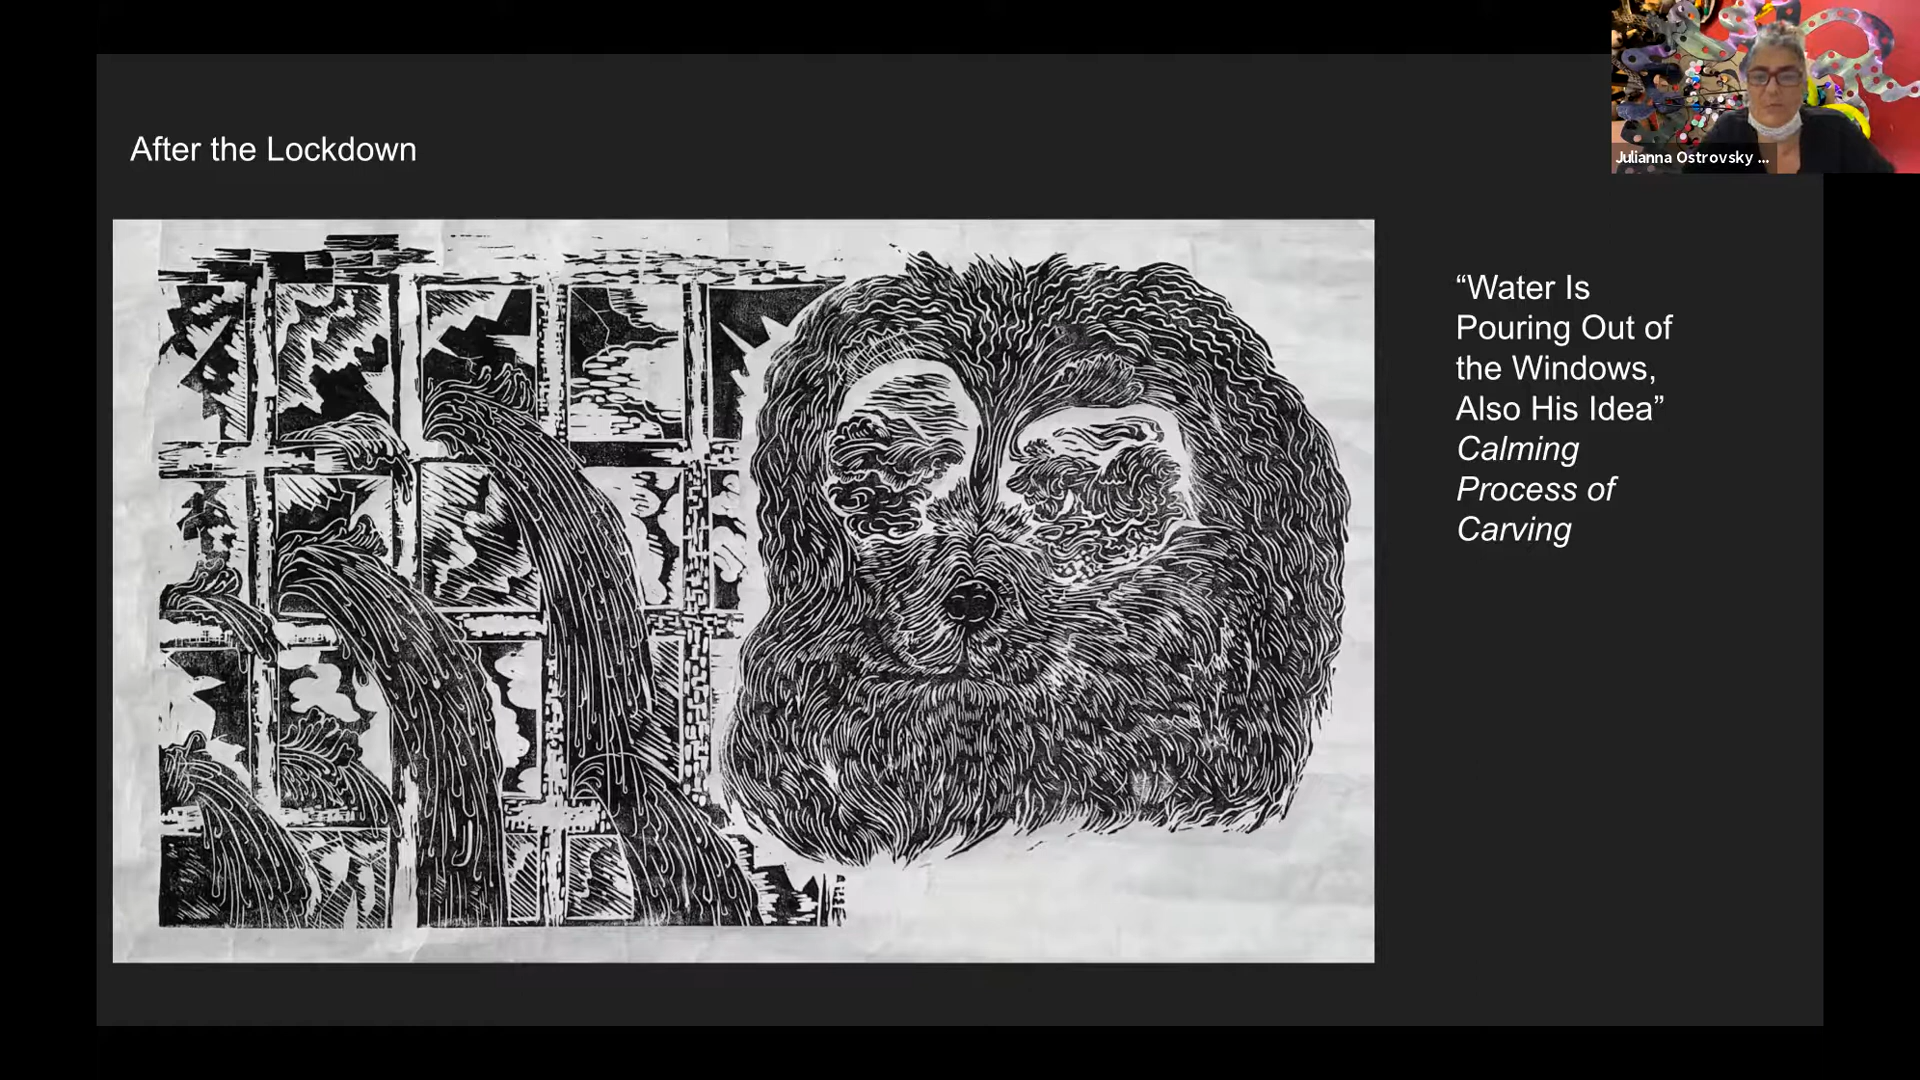 After the Lockdown
Julianna Ostrovsky ...
“Water Is
Pouring Out of
the Windows,
Also His Idea”
Calming
Process of
Carving